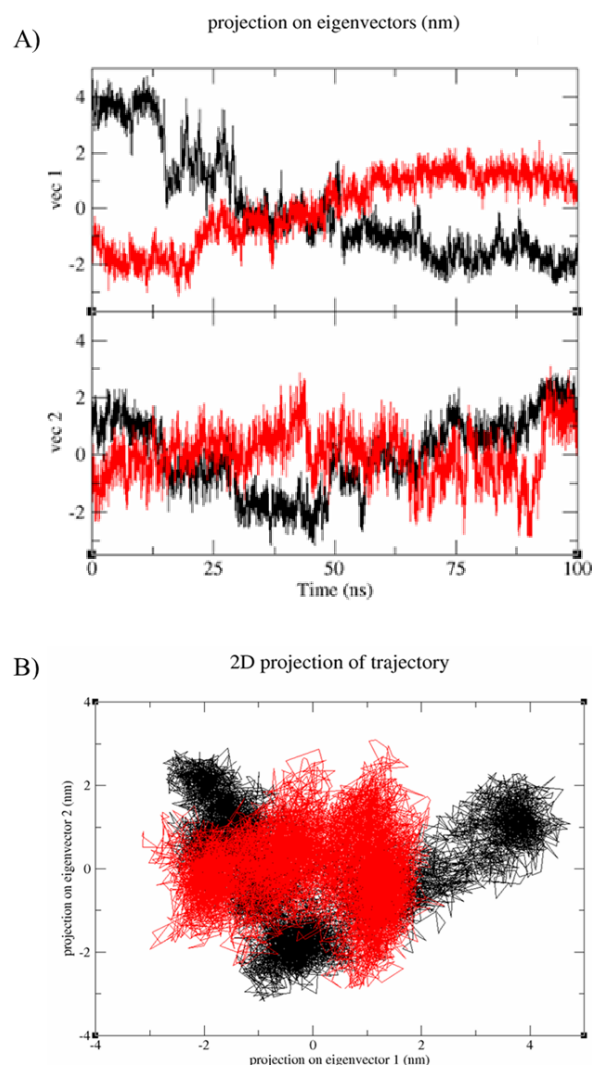 A)
projection on eigenvectors (nm)
4
2
0
-2
vec 1
4
2
0
-2
vec 2
0
25
50
75
100
Time (ns)
B)
2D projection of trajectory
4
2
0
-2
-4
projection on eigenvector 2 (nm)
-4
-2
0
2
4
projection on eigenvector 1 (nm)